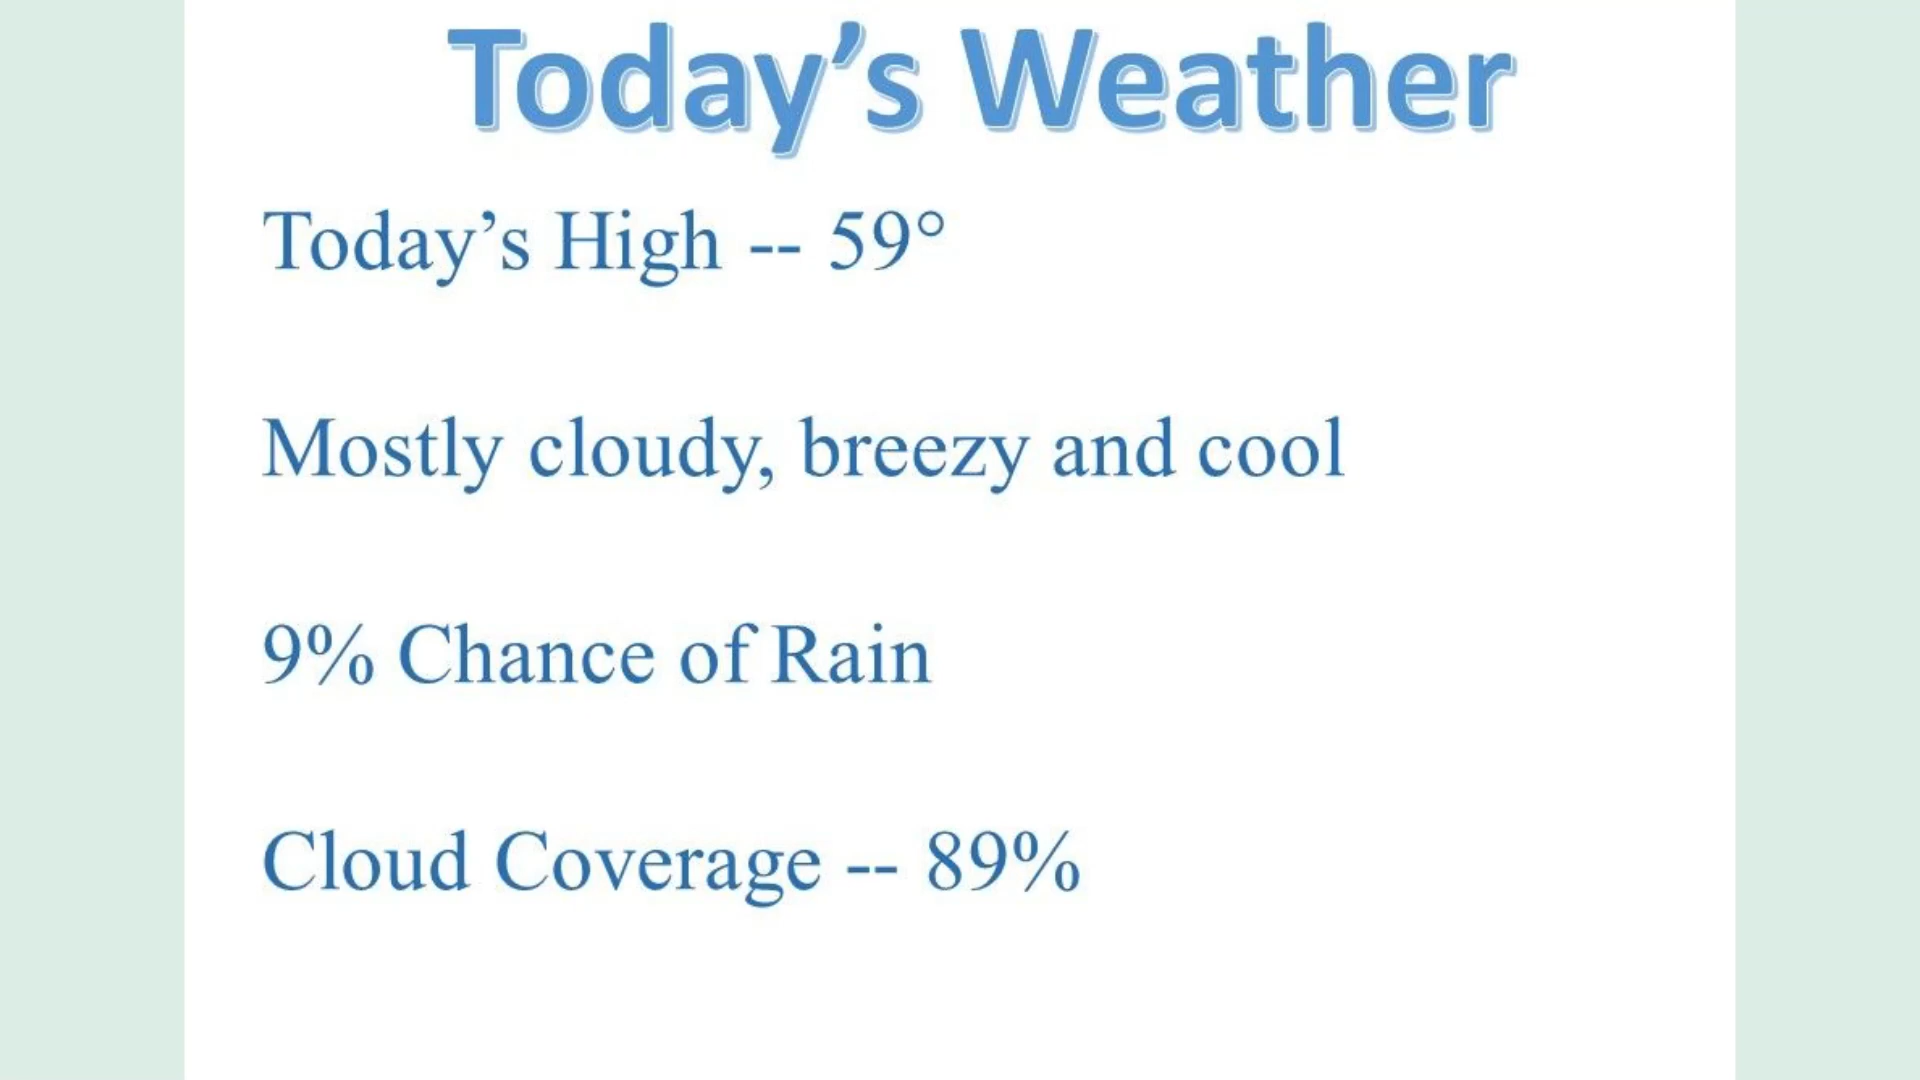 Today’s Weather
Today’s High -- 59°
Mostly cloudy, breezy and cool
9% Chance of Rain
Cloud Coverage -- 89%